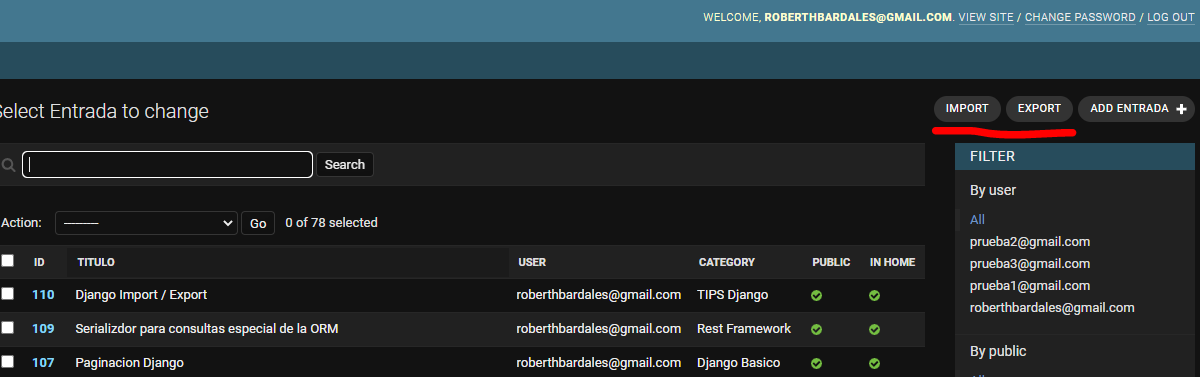 WELCOME, ROBERTHBARDALES@GMAIL.COM. VIEW SITE / CHANGE PASSWORD / LOG OUT
Select Entrada to change
IMPORT EXPORT ADD ENTRADA +
Search
Action: --------- Go 0 of 78 selected
ID TITULO USER CATEGORY PUBLIC IN HOME
110 Django Import / Export roberthbardales@gmail.com TIPS Django
109 Serializdor para consultas especial de la ORM roberthbardales@gmail.com Rest Framework
107 Paginacion Django roberthbardales@gmail.com Django Basico
FILTER
By user
All
prueba2@gmail.com
prueba3@gmail.com
prueba1@gmail.com
roberthbardales@gmail.com
By public